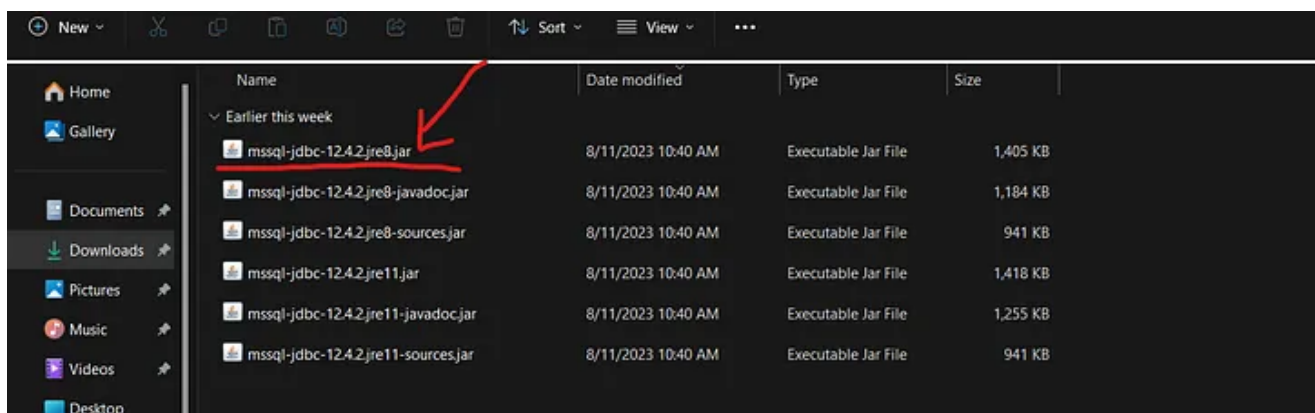 New Sort View
Home
Gallery
Documents
Downloads
Pictures
Music
Videos
Desktop
Name Date modified Type Size
Earlier this week
mssql-jdbc-12.4.2.jre8.jar 8/11/2023 10:40 AM Executable Jar File 1,405 KB
mssql-jdbc-12.4.2.jre8-javadoc.jar 8/11/2023 10:40 AM Executable Jar File 1,184 KB
mssql-jdbc-12.4.2.jre8-sources.jar 8/11/2023 10:40 AM Executable Jar File 941 KB
mssql-jdbc-12.4.2.jre11.jar 8/11/2023 10:40 AM Executable Jar File 1,418 KB
mssql-jdbc-12.4.2.jre11-javadoc.jar 8/11/2023 10:40 AM Executable Jar File 1,255 KB
mssql-jdbc-12.4.2.jre11-sources.jar 8/11/2023 10:40 AM Executable Jar File 941 KB